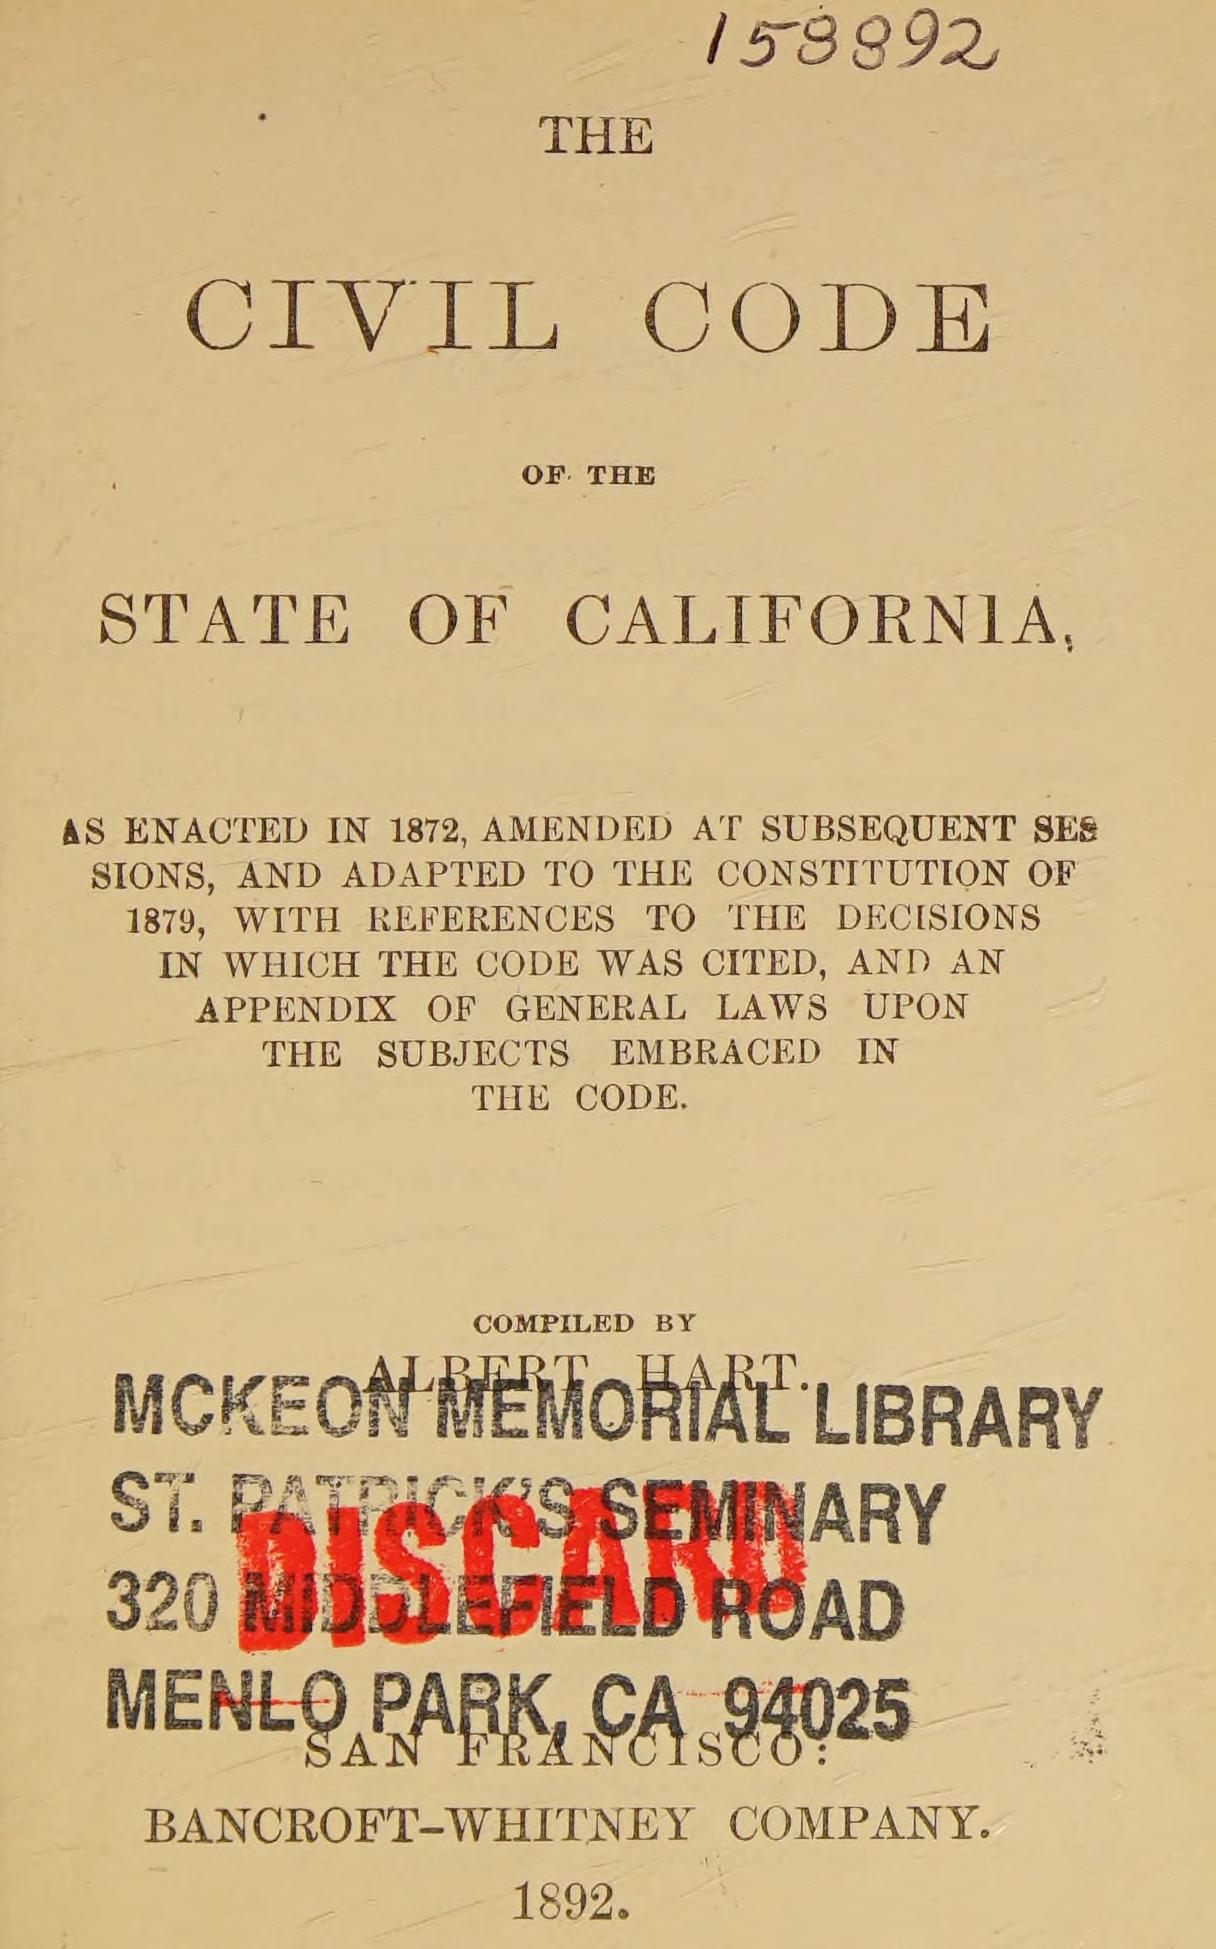 158892
THE
CIVIL CODE
OF THE
STATE OF CALIFORNIA,
AS ENACTED IN 1872, AMENDED AT SUBSEQUENT SES
SIONS, AND ADAPTED TO THE CONSTITUTION OF
1879, WITH REFERENCES TO THE DECISIONS
IN WHICH THE CODE WAS CITED, AND AN
APPENDIX OF GENERAL LAWS UPON
THE SUBJECTS EMBRACED IN
THE CODE.
COMPILED BY
ALBERT HART.
MCKEON MEMORIAL LIBRARY
ST. PATRICK'S SEMINARY
DISCARD
320 MIDDLEFIELD ROAD
MENLO PARK, CA 94025
SAN FRANCISCO:
BANCROFT-WHITNEY COMPANY.
1892.